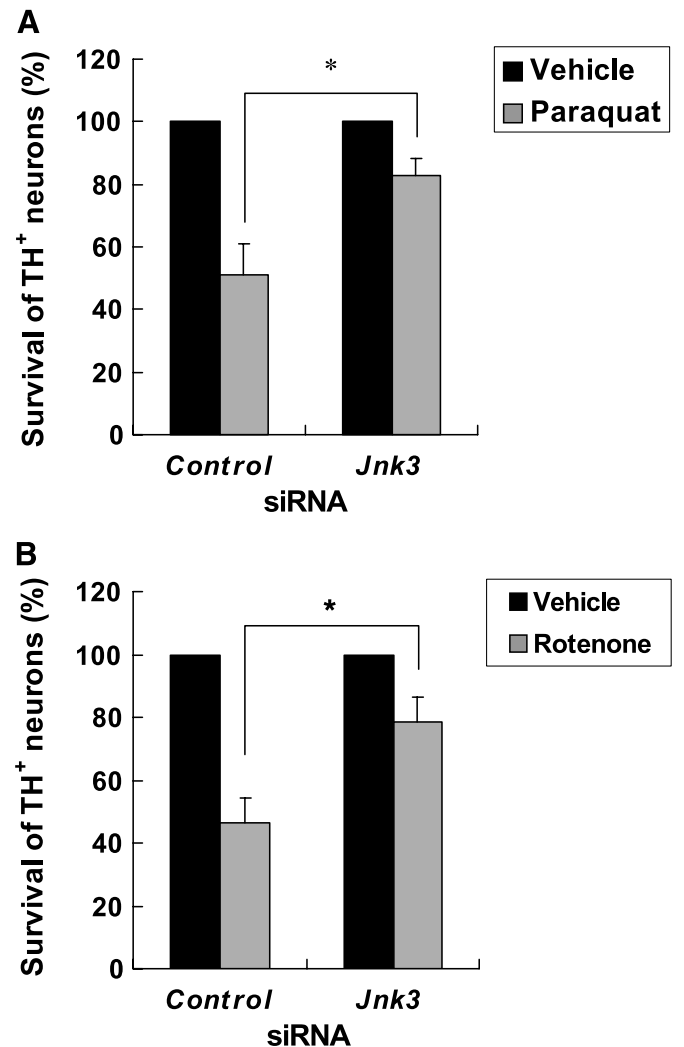 A
Survival of TH+ neurons (%)
120
100
80
60
40
20
0
*
Vehicle
Paraquat
Control Jnk3
siRNA
B
Survival of TH+ neurons (%)
120
100
80
60
40
20
0
*
Vehicle
Rotenone
Control Jnk3
siRNA